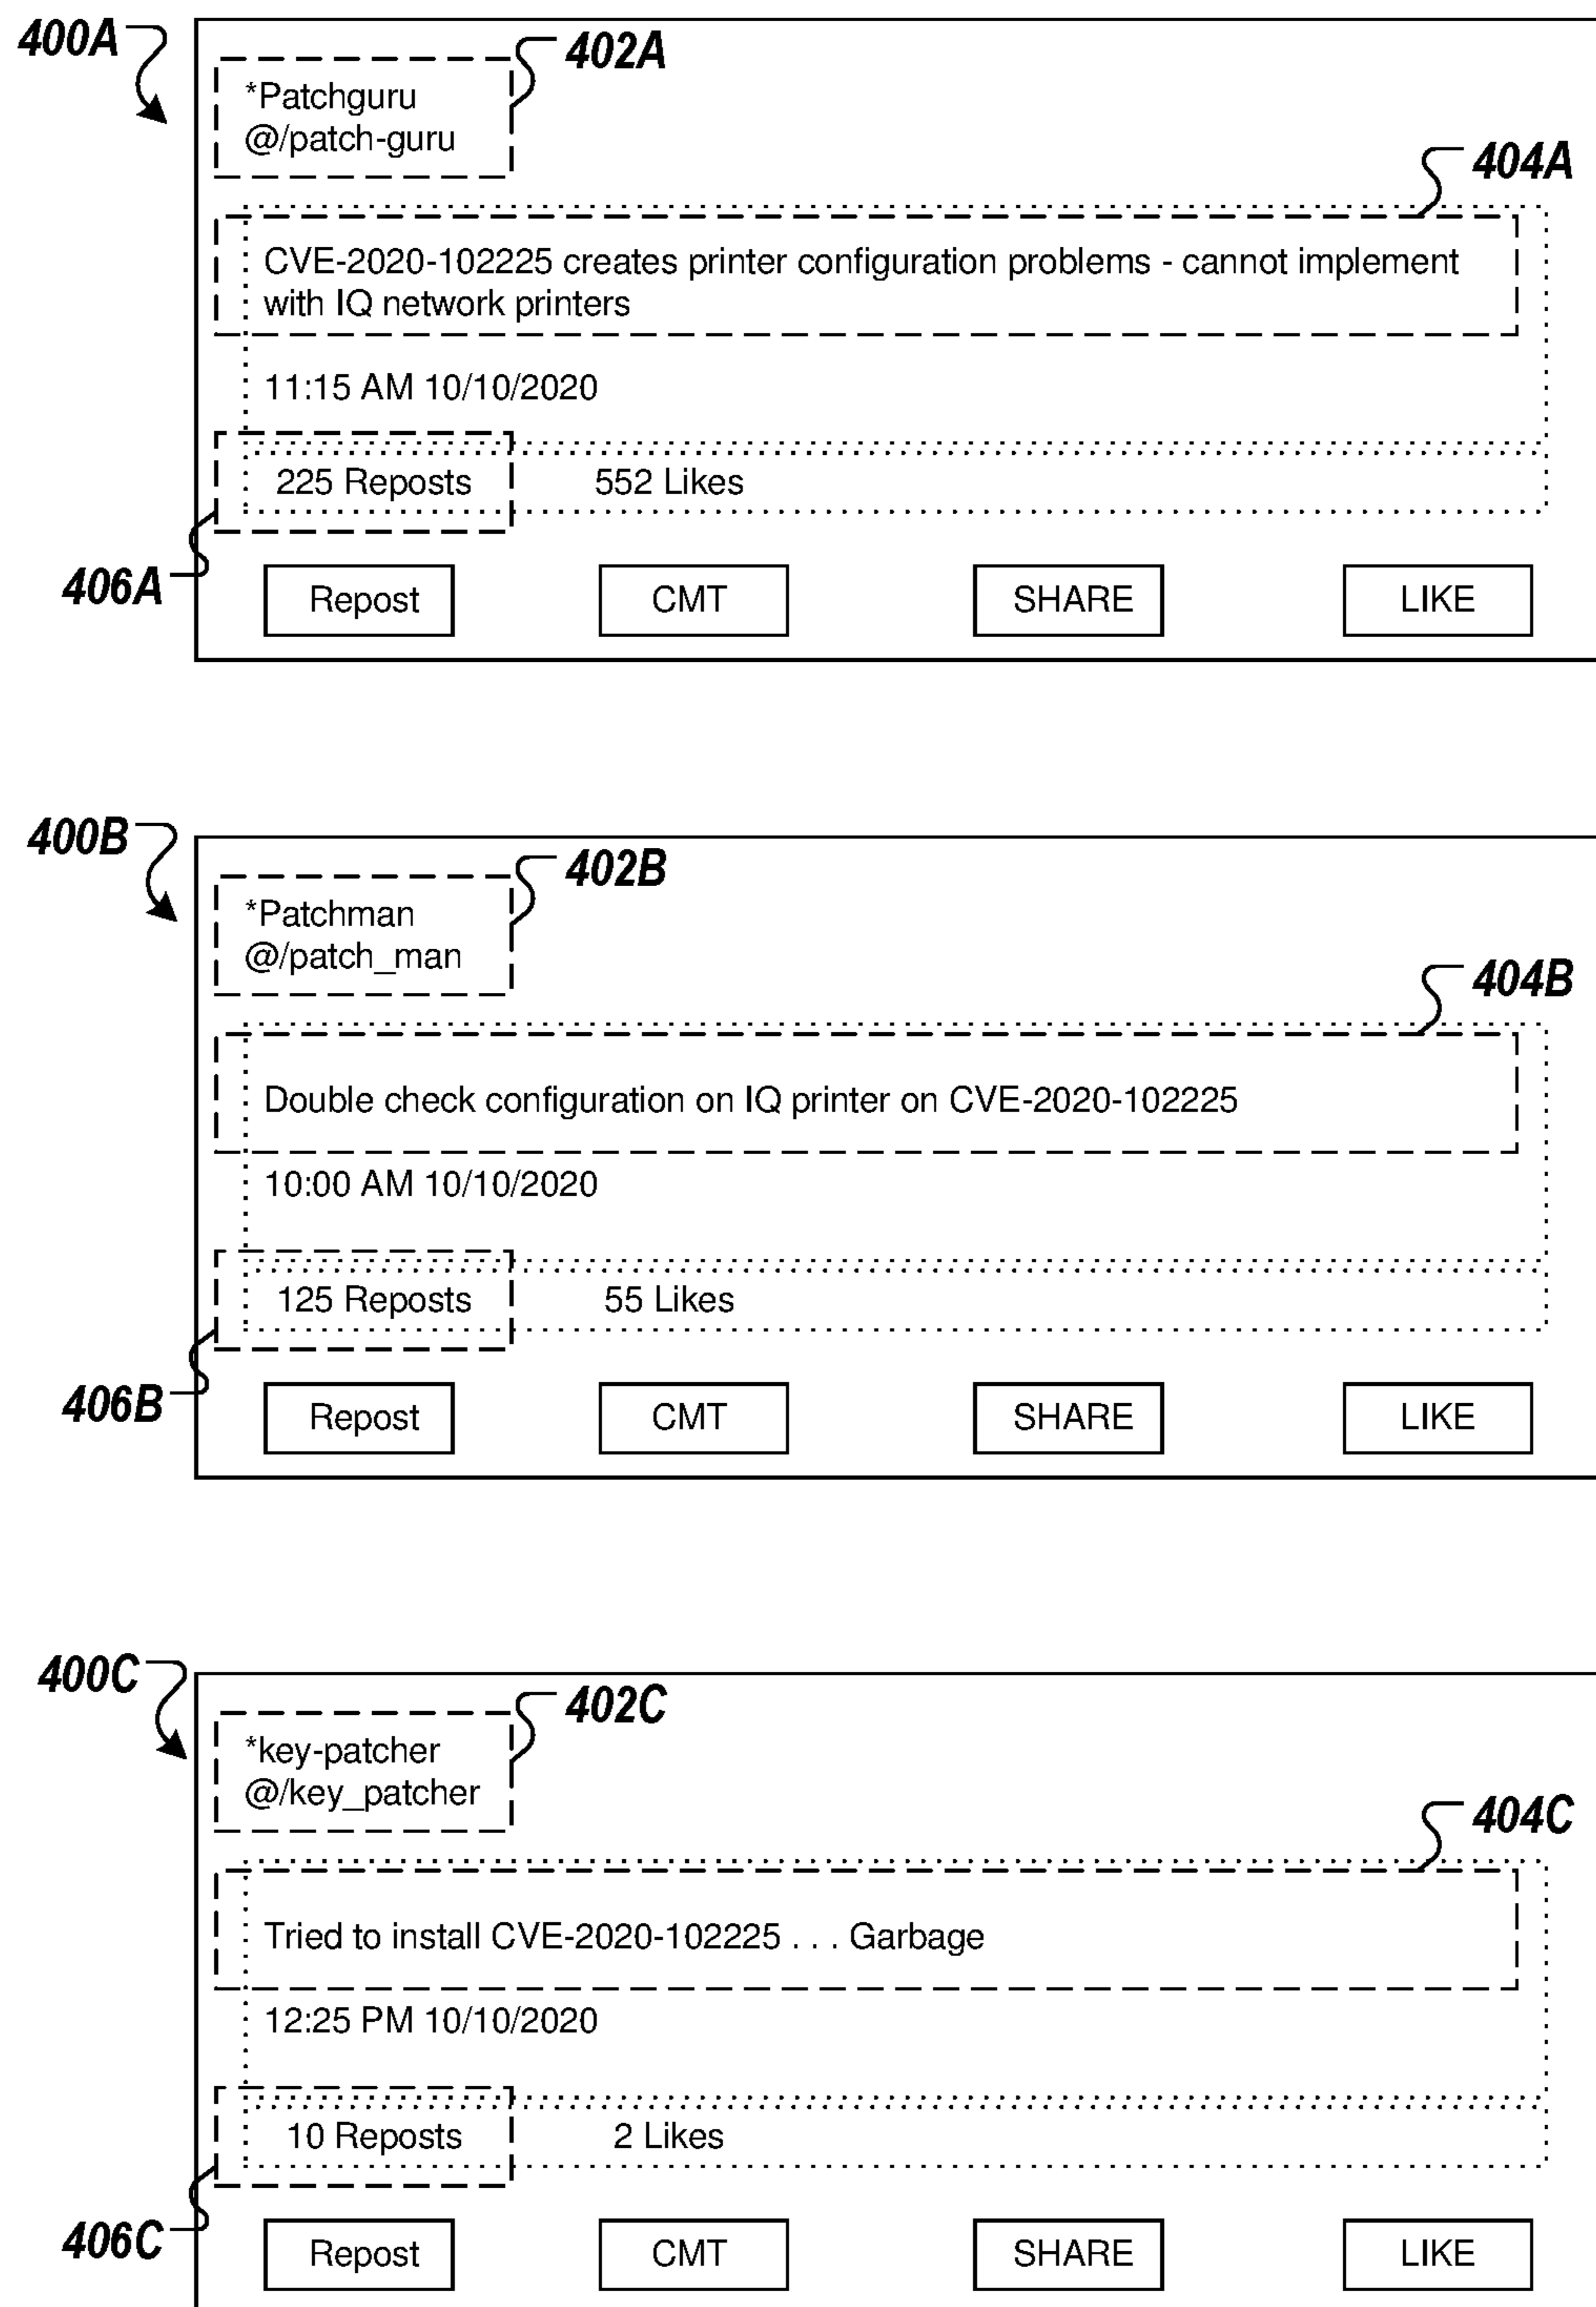 400A
402A
*Patchguru
@/patch-guru
404A
CVE-2020-102225 creates printer configuration problems - cannot implement
with IQ network printers
11:15 AM 10/10/2020
225 Reposts 552 Likes
406A
Repost CMT SHARE LIKE
400B
402B
*Patchman
@/patch_man
404B
Double check configuration on IQ printer on CVE-2020-102225
10:00 AM 10/10/2020
125 Reposts 55 Likes
406B
Repost CMT SHARE LIKE
400C
402C
*key-patcher
@/key_patcher
404C
Tried to install CVE-2020-102225 . . . Garbage
12:25 PM 10/10/2020
10 Reposts 2 Likes
406C
Repost CMT SHARE LIKE